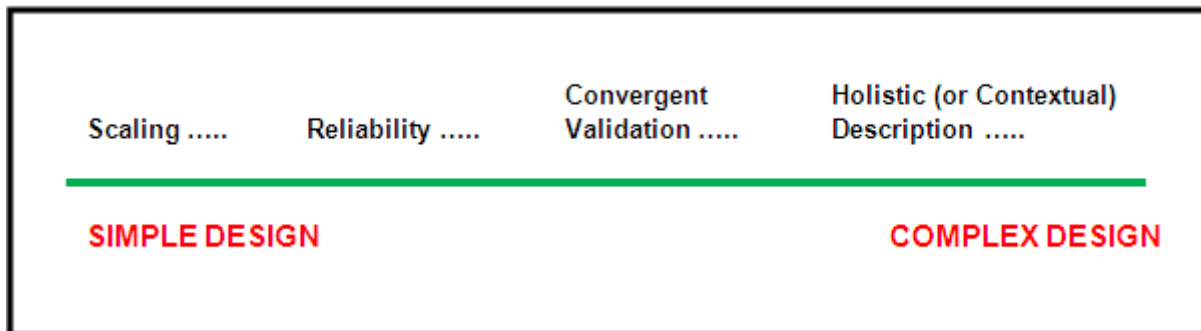 Convergent Holistic (or Contextual)
Scaling ..... Reliability ..... Validation ..... Description .....
SIMPLE DESIGN COMPLEX DESIGN